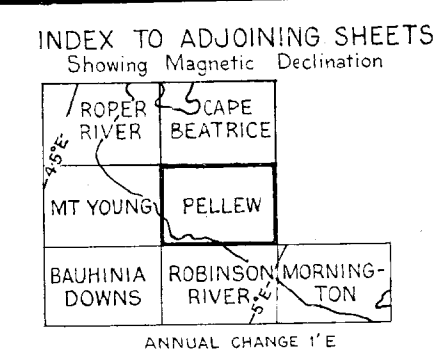 INDEX TO ADJOINING SHEETS
Showing Magnetic Declination
ROPER
RIVER
CAPE
BEATRICE
4.5°E
MT YOUNG
PELLEW
BAUHINIA
DOWNS
ROBINSON
RIVER
5°E
MORNING-
TON
ANNUAL CHANGE 1'E